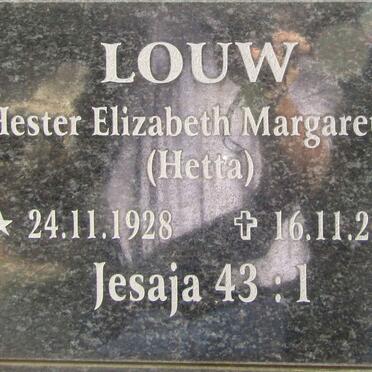 LOUW
Hester Elizabeth Margaret
(Hetta)
★ 24.11.1928 ✝ 16.11.2
Jesaja 43 : 1